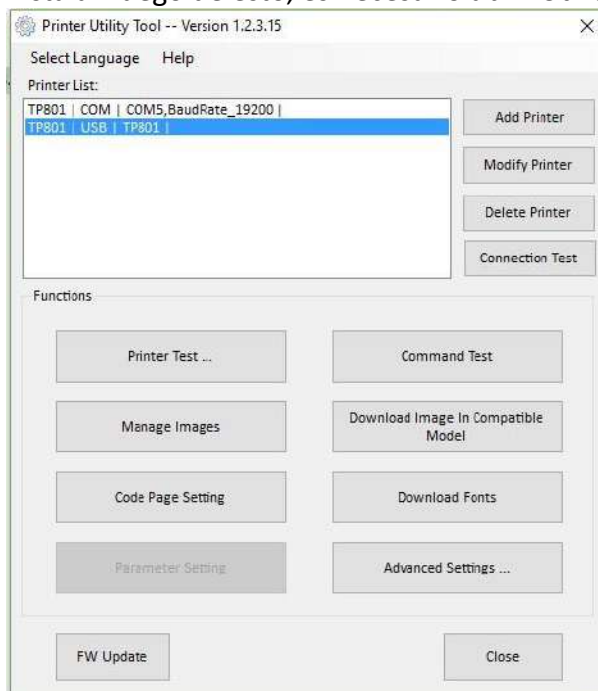 Printer Utility Tool -- Version 1.2.3.15
Select Language Help
Printer List:
TP801 | COM | COM5,BaudRate_19200 |
TP801 | USB | TP801 |
Add Printer
Modify Printer
Delete Printer
Connection Test
Functions
Printer Test ...
Command Test
Manage Images
Download Image In Compatible
Model
Code Page Setting
Download Fonts
Parameter Setting
Advanced Settings ...
FW Update
Close